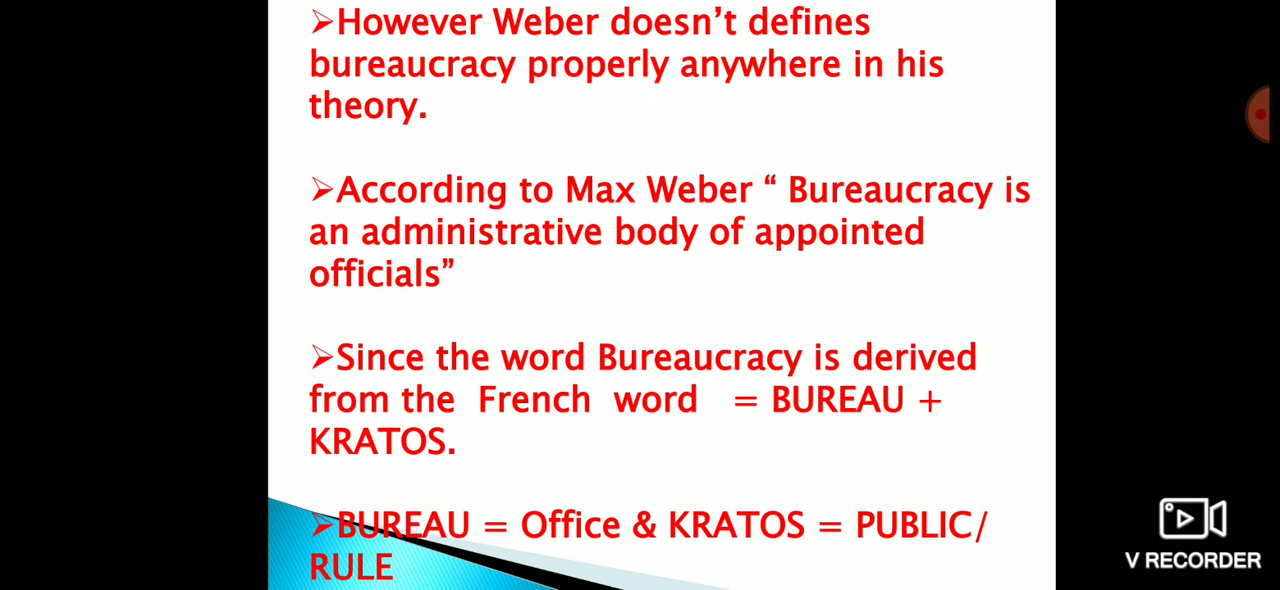 ➢However Weber doesn’t defines
bureaucracy properly anywhere in his
theory.
➢According to Max Weber “ Bureaucracy is
an administrative body of appointed
officials”
➢Since the word Bureaucracy is derived
from the  French  word   = BUREAU +
KRATOS.
➢BUREAU = Office & KRATOS = PUBLIC/
RULE
V RECORDER